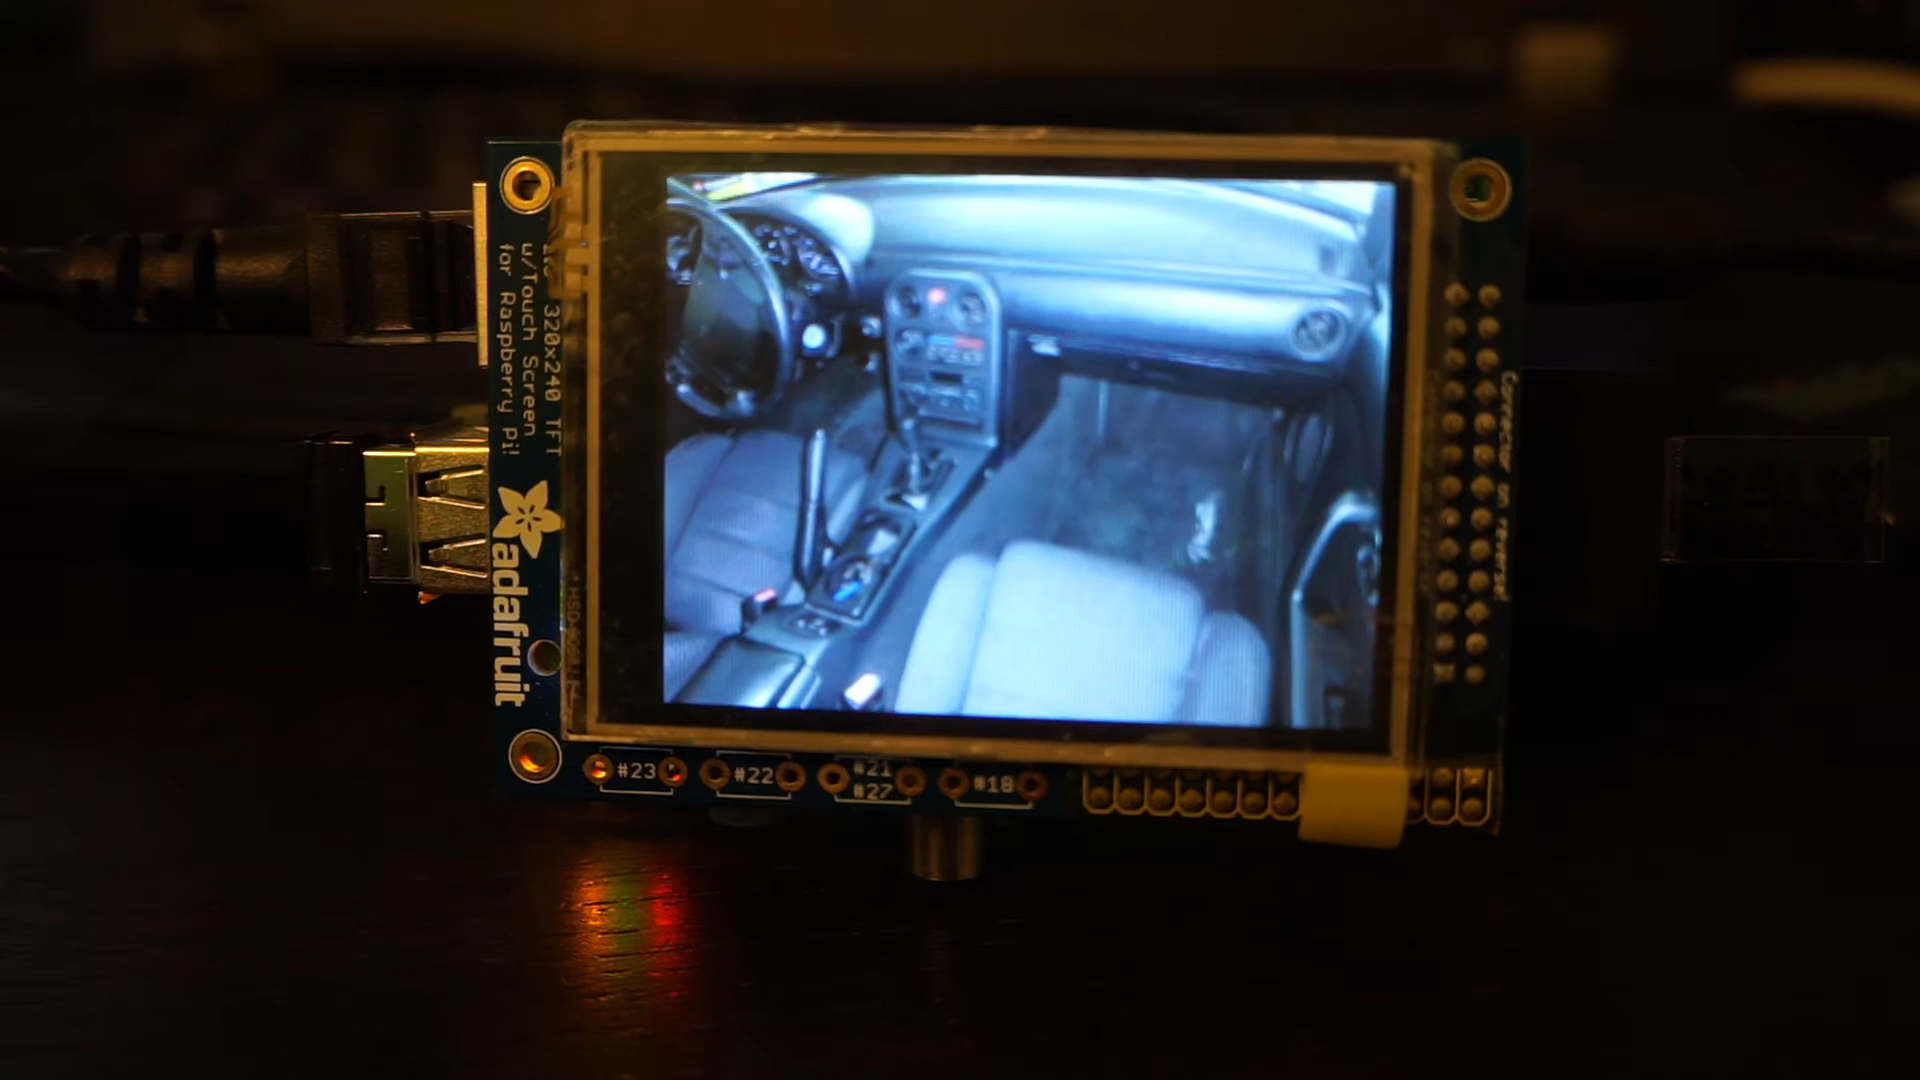 320x240 TFT
w/Touch Screen
for Raspberry Pi!
adafruit
#23
#22
#21
#27
#18
Connector on reverse!